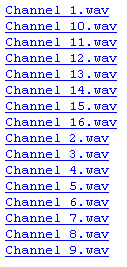 Channel 1.wav
Channel 10.wav
Channel 11.wav
Channel 12.wav
Channel 13.wav
Channel 14.wav
Channel 15.wav
Channel 16.wav
Channel 2.wav
Channel 3.wav
Channel 4.wav
Channel 5.wav
Channel 6.wav
Channel 7.wav
Channel 8.wav
Channel 9.wav